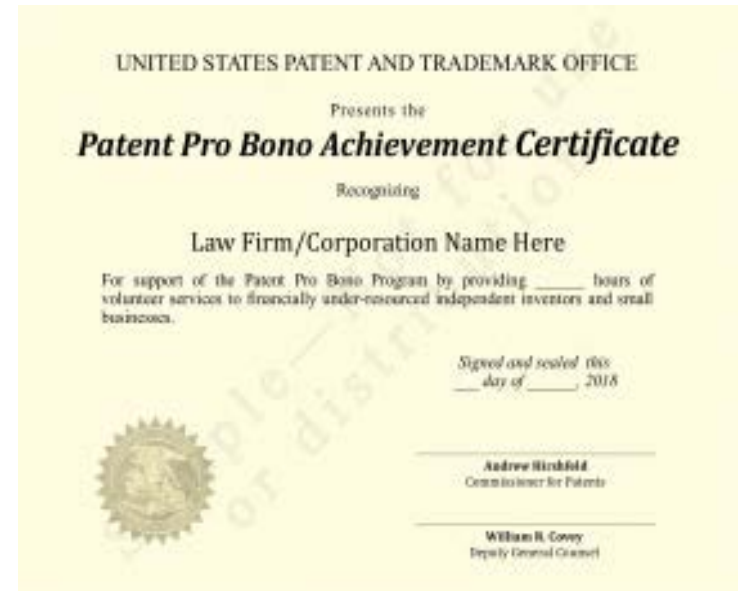 UNITED STATES PATENT AND TRADEMARK OFFICE
Presents the
Patent Pro Bono Achievement Certificate
Recognizing
Law Firm/Corporation Name Here
For support of the Patent Pro Bono Program by providing ______ hours of
volunteer services to financially under-resourced independent inventors and small
businesses.
Signed and sealed this
___ day of ______, 2018
Andrew Hirshfeld
Commissioner for Patents
William R. Covey
Deputy General Counsel